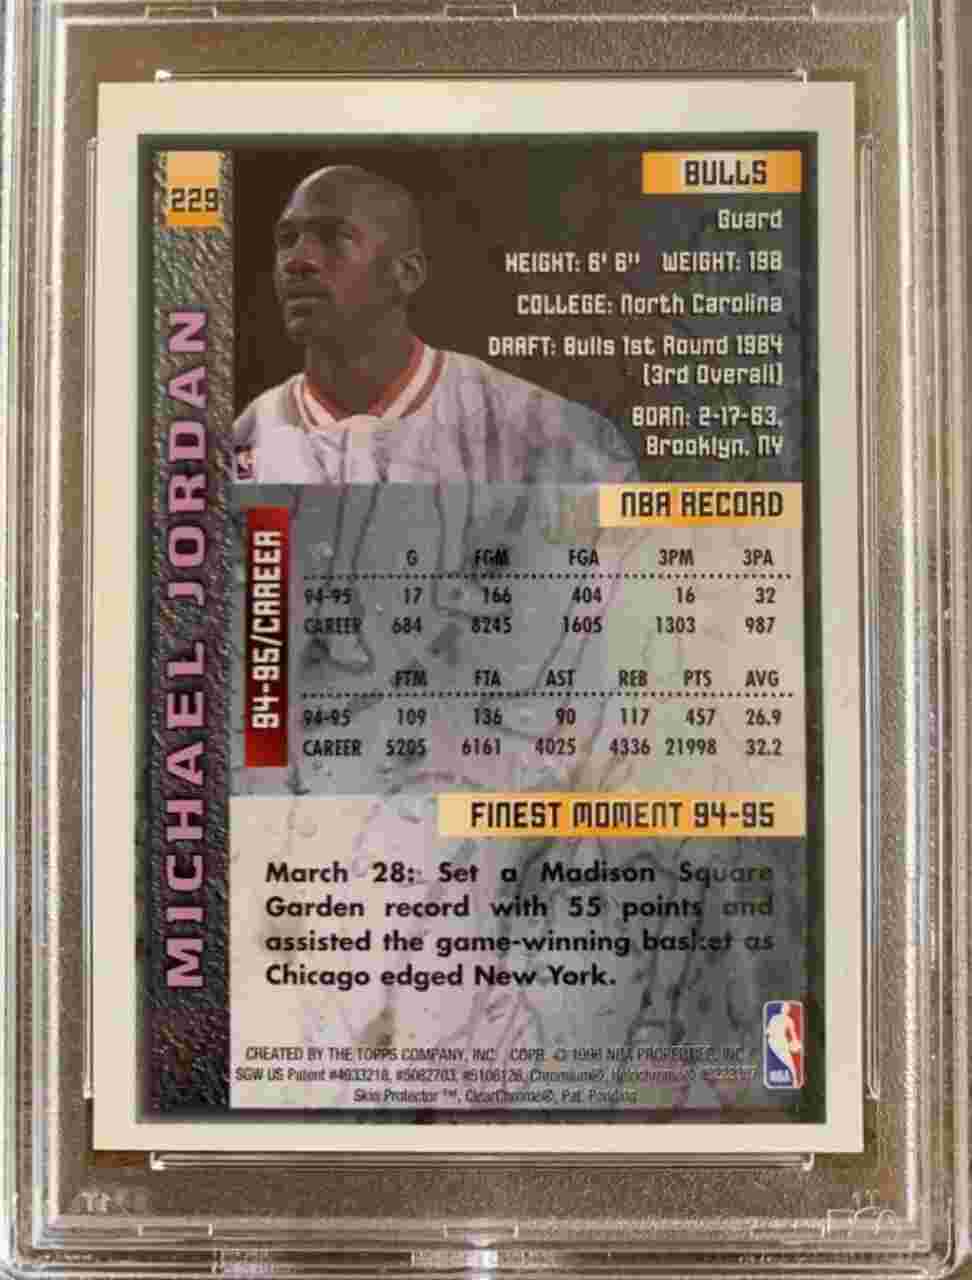 229
MICHAEL JORDAN
BULLS
Guard
HEIGHT: 6' 6" WEIGHT: 198
COLLEGE: North Carolina
DRAFT: Bulls 1st Round 1984
(3rd Overall)
BORN: 2-17-63,
Brooklyn, NY
NBA RECORD
94-95/CAREER
G FGM FGA 3PM 3PA
94-95 17 166 404 16 32
CAREER 684 8245 1605 1303 987
FTM FTA AST REB PTS AVG
94-95 109 136 90 117 457 26.9
CAREER 5205 6161 4025 4336 21998 32.2
FINEST MOMENT 94-95
March 28: Set a Madison Square
Garden record with 55 points and
assisted the game-winning basket as
Chicago edged New York.
CREATED BY THE TOPPS COMPANY, INC. COPR. © 1996 NBA PROPERTIES, INC.
SGW US Patent #4633218, #5082703, #5106126, Chromium®,
Skin Protector™, ClearChrome®, Pat. Pending
NBA